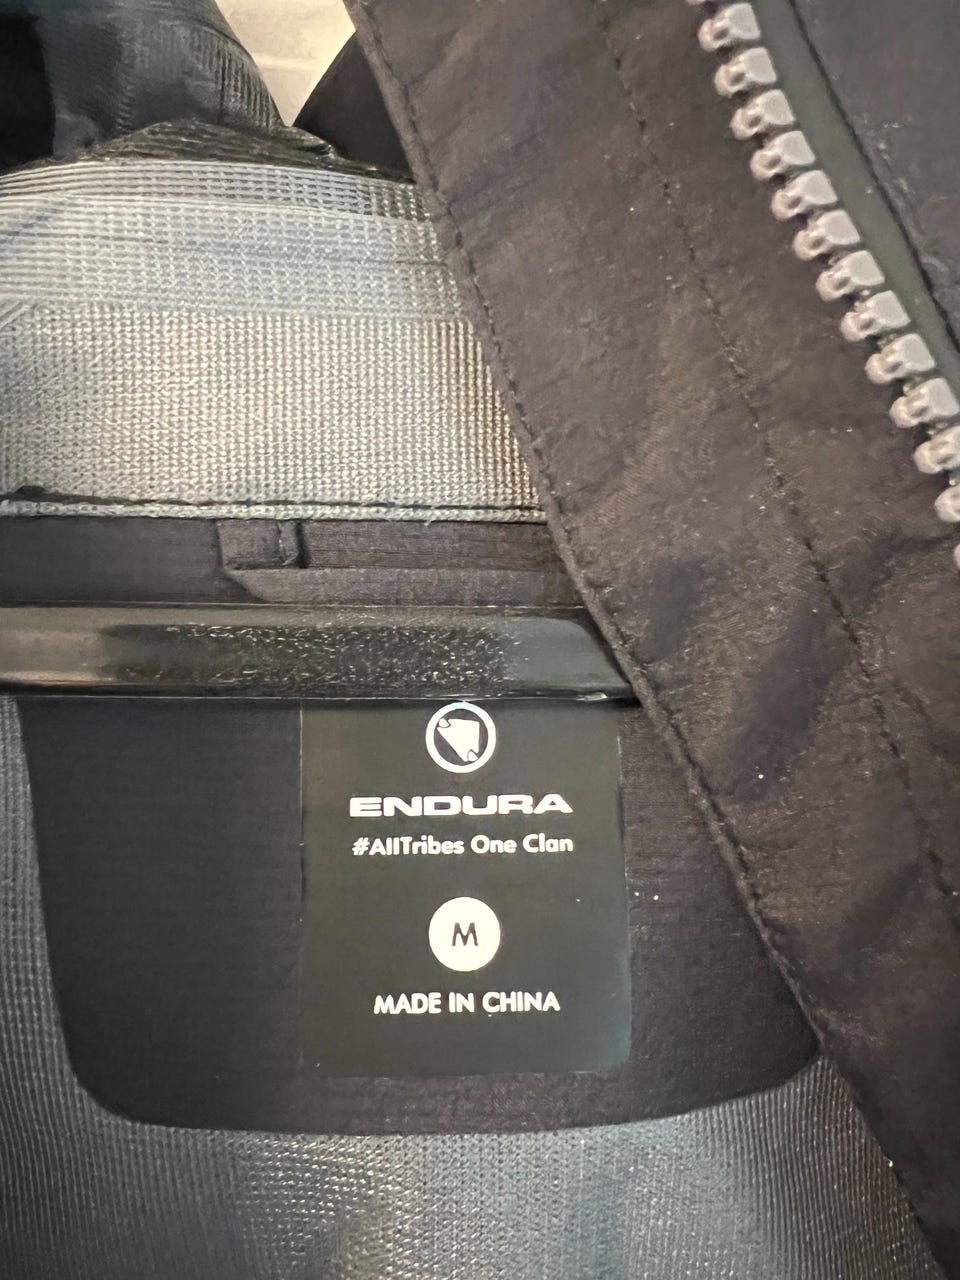 ENDURA
#AllTribes One Clan
M
MADE IN CHINA